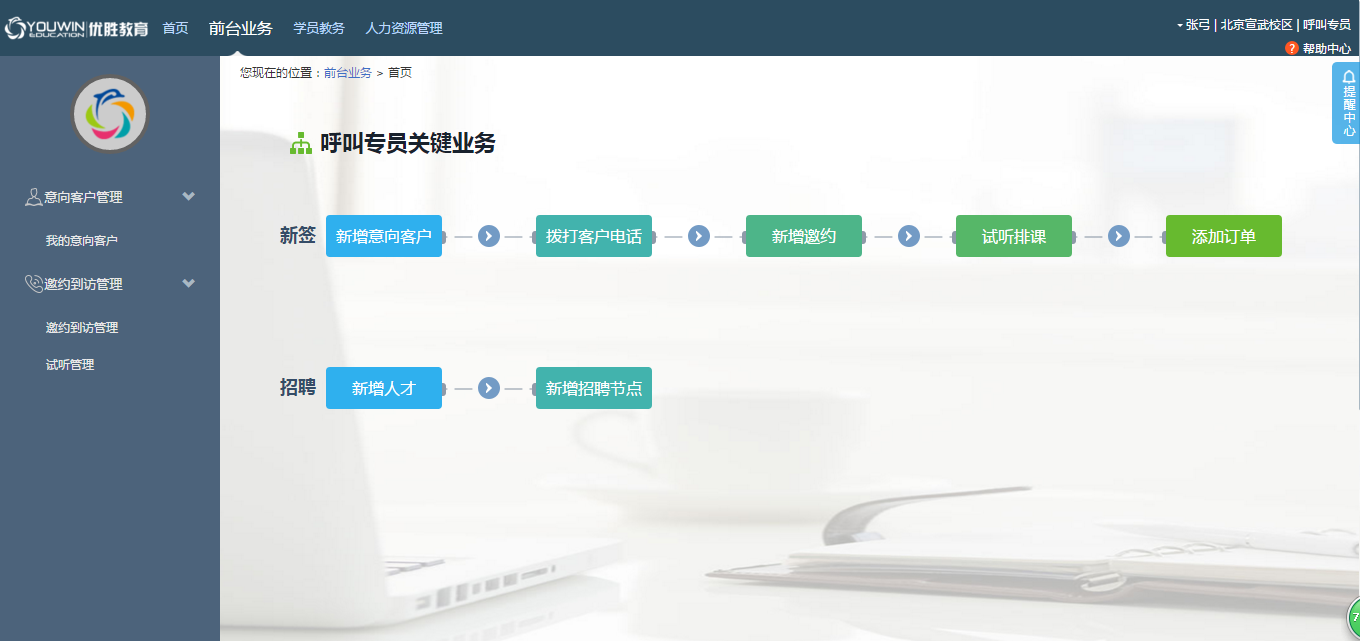 YOUWIN EDUCATION 优胜教育 首页 前台业务 学员教务 人力资源管理
张弓 | 北京宣武校区 | 呼叫专员
? 帮助中心
您现在的位置：前台业务 > 首页
提醒中心
呼叫专员关键业务
意向客户管理
我的意向客户
邀约到访管理
邀约到访管理
试听管理
新签 新增意向客户 拨打客户电话 新增邀约 试听排课 添加订单
招聘 新增人才 新增招聘节点